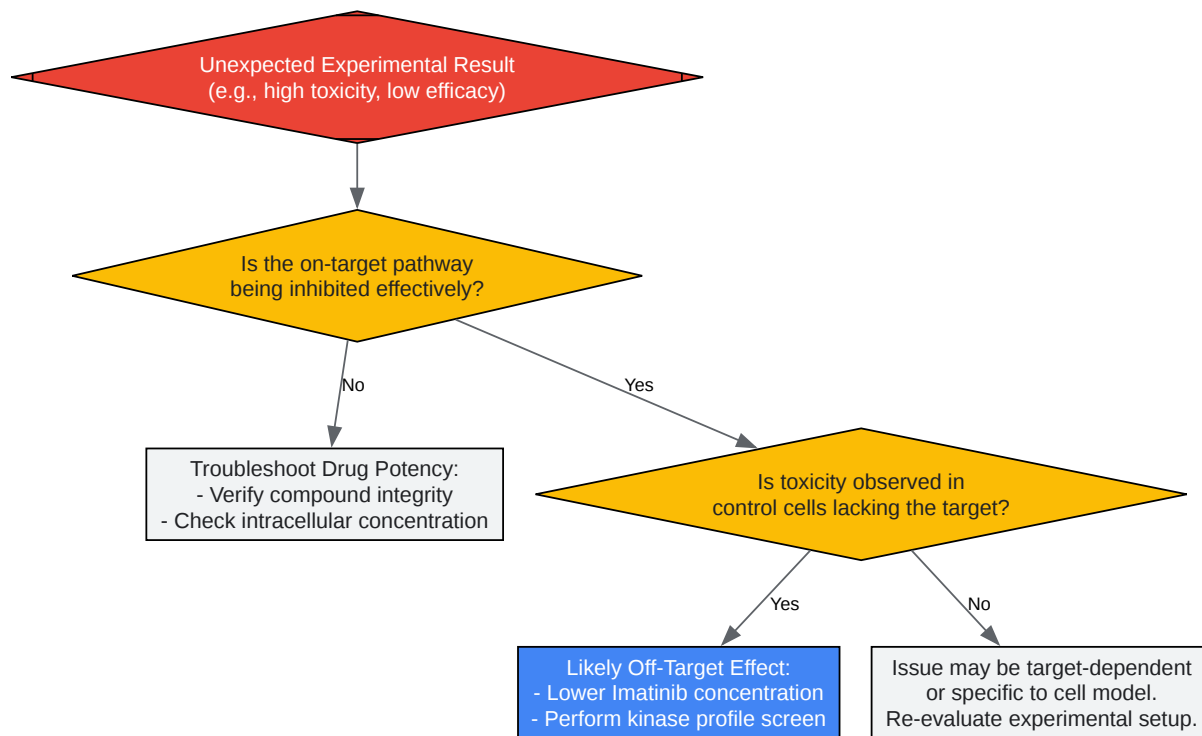 Unexpected Experimental Result
(e.g., high toxicity, low efficacy)
Is the on-target pathway
being inhibited effectively?
No
Yes
Troubleshoot Drug Potency:
- Verify compound integrity
- Check intracellular concentration
Is toxicity observed in
control cells lacking the target?
Yes
No
Likely Off-Target Effect:
- Lower Imatinib concentration
- Perform kinase profile screen
Issue may be target-dependent
or specific to cell model.
Re-evaluate experimental setup.